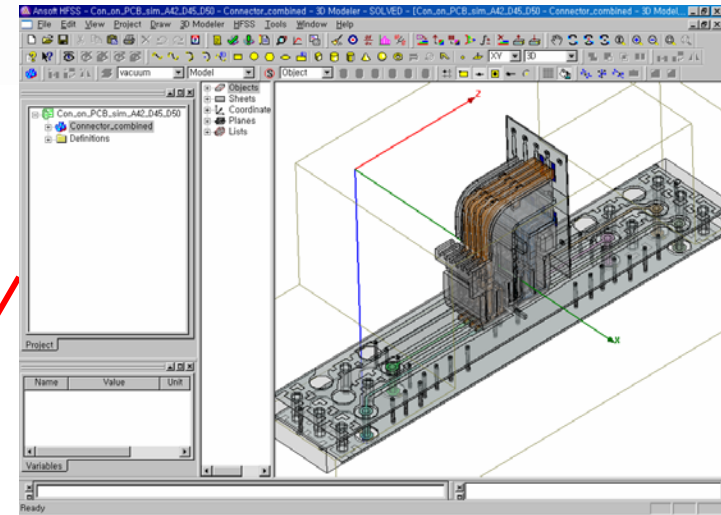 Ansoft HFSS - Con_on_PCB_sim_A42_D45_D50 - Connector_combined - 3D Modeler - SOLVED - [Con_on_PCB_sim_A42_D45_D50 - Connector_combined - 3D Model...
File Edit View Project Draw 3D Modeler HFSS Tools Window Help
XY 3D
vacuum Model Object
Con_on_PCB_sim_A42_D45_D50
Connector_combined
Definitions
Objects
Sheets
Coordinate
Planes
Lists
Z
X
Project
Name Value Unit
Variables
Ready